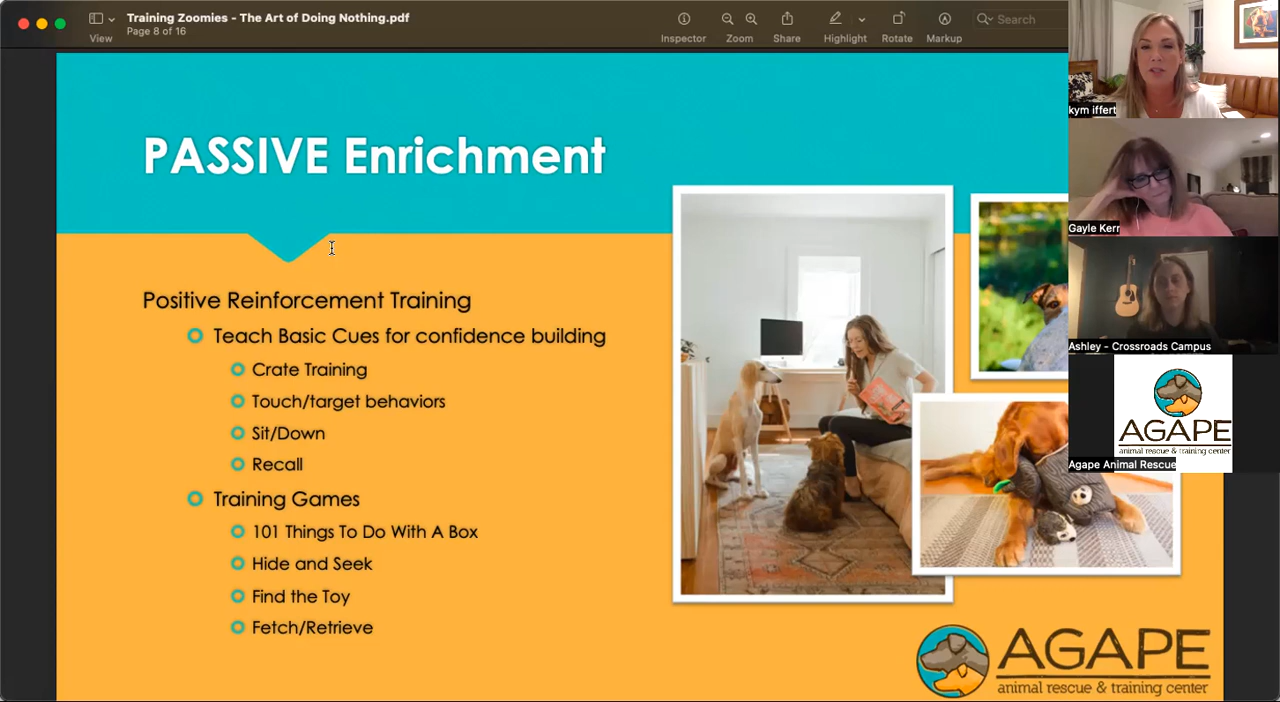 Training Zoomies - The Art of Doing Nothing.pdf
Page 8 of 16
View
Inspector
Zoom
Share
Highlight
Rotate
Markup
Search
PASSIVE Enrichment
Positive Reinforcement Training
Teach Basic Cues for confidence building
Crate Training
Touch/target behaviors
Sit/Down
Recall
Training Games
101 Things To Do With A Box
Hide and Seek
Find the Toy
Fetch/Retrieve
kym iffert
Gayle Kerr
Ashley - Crossroads Campus
AGAPE
animal rescue & training center
Agape Animal Rescue
AGAPE
animal rescue & training center